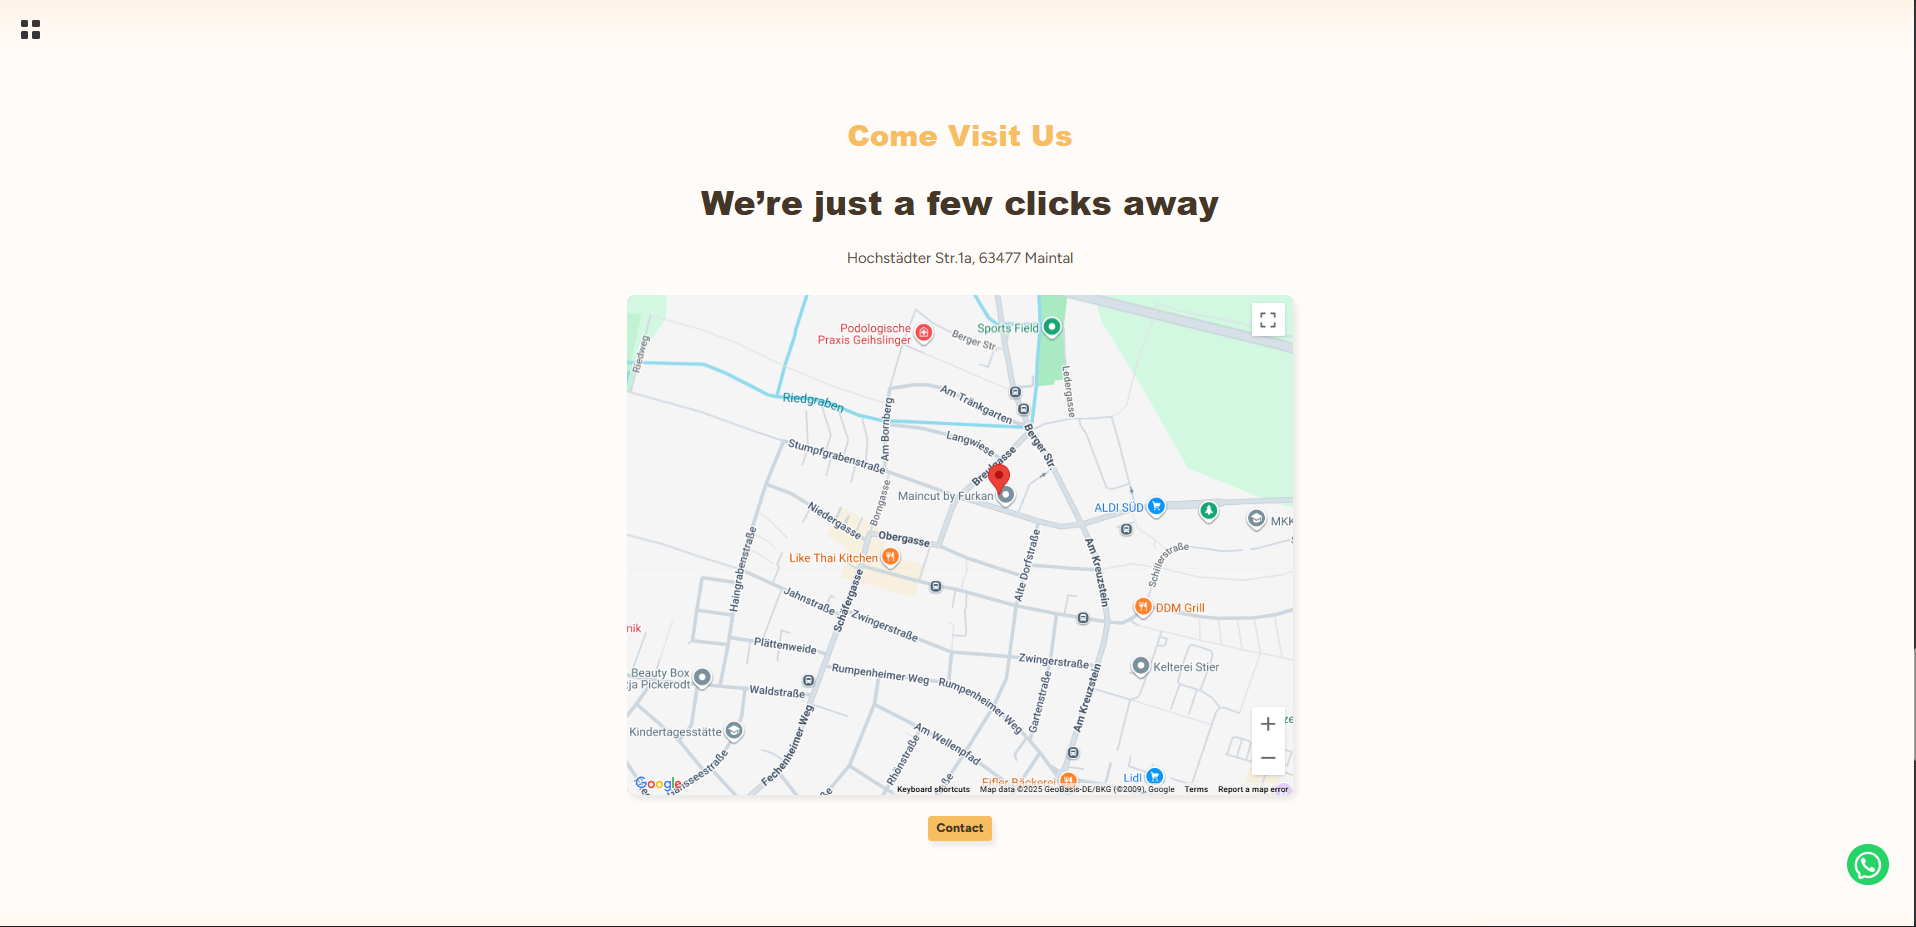 Come Visit Us
We’re just a few clicks away
Hochstädter Str.1a, 63477 Maintal
Podologische
Praxis Geihslinger
Sports Field
Berger Str.
Riedweg
Ledergasse
Am Tränkgarten
Riedgraben
Am Bornberg
Langwiese
Berger Str.
Stumpfgrabenstraße
Breulgasse
Maincut by Furkan
Borngasse
ALDI SÜD
MKK
Niedergasse
Obergasse
Like Thai Kitchen
Haingrabenstraße
Alte Dorfstraße
Am Kreuzstein
Schillerstraße
Jahnstraße
Schäfergasse
Zwingerstraße
DDM Grill
nik
Plättenweide
Zwingerstraße
Kelterei Stier
Beauty Box
tja Pickerodt
Rumpenheimer Weg
Rumpenheimer Weg
Waldstraße
Gartenstraße
Am Kreuzstein
Kindertagesstätte
Fechenheimer Weg
Am Wellenpfad
Rhönstraße
Eifler Bäckerei
Lidl
Google
Keyboard shortcuts
Map data ©2025 GeoBasis-DE/BKG (©2009), Google
Terms
Report a map error
Contact